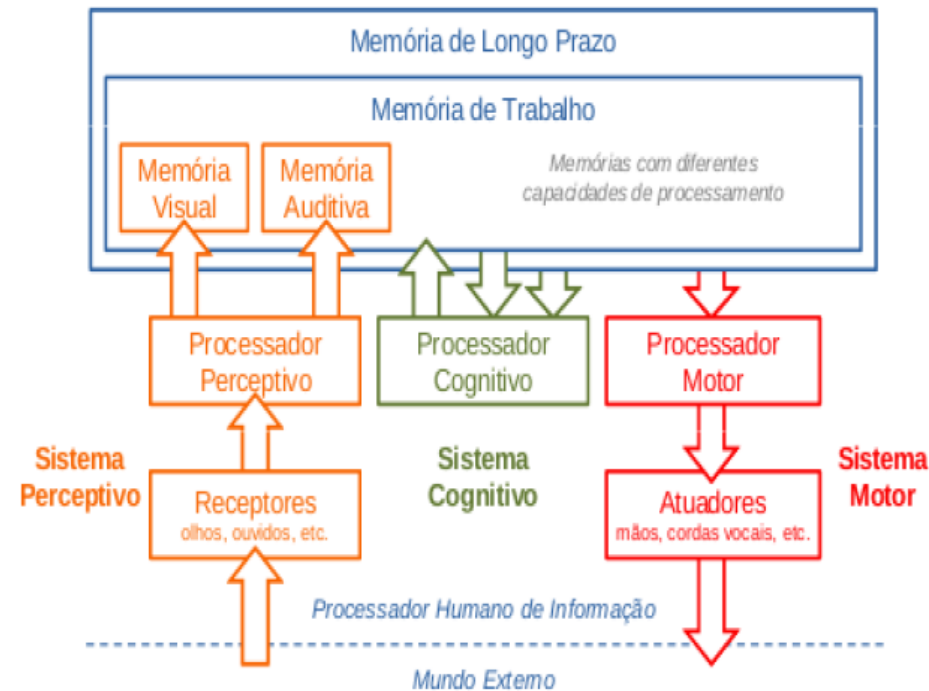 Memória de Longo Prazo
Memória de Trabalho
Memória
Visual
Memória
Auditiva
Memórias com diferentes
capacidades de processamento
Processador
Perceptivo
Processador
Cognitivo
Processador
Motor
Sistema
Perceptivo
Receptores
olhos, ouvidos, etc.
Sistema
Cognitivo
Atuadores
mãos, cordas vocais, etc.
Sistema
Motor
Processador Humano de Informação
Mundo Externo